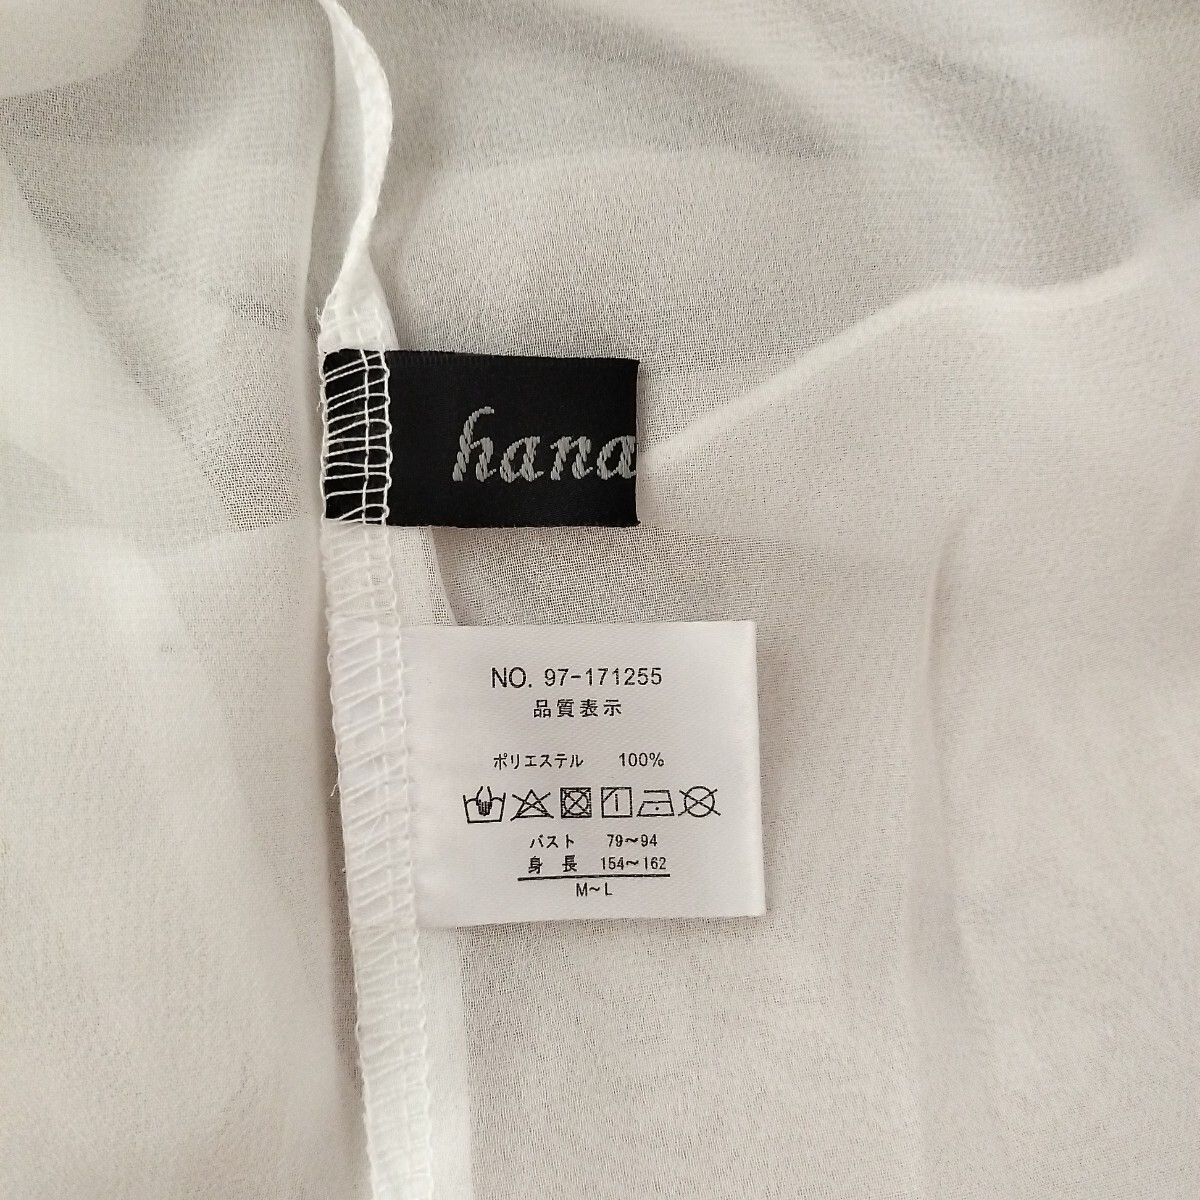 hana
NO. 97-171255
品質表示
ポリエステル 100%
バスト 79~94
身長 154~162
M~L